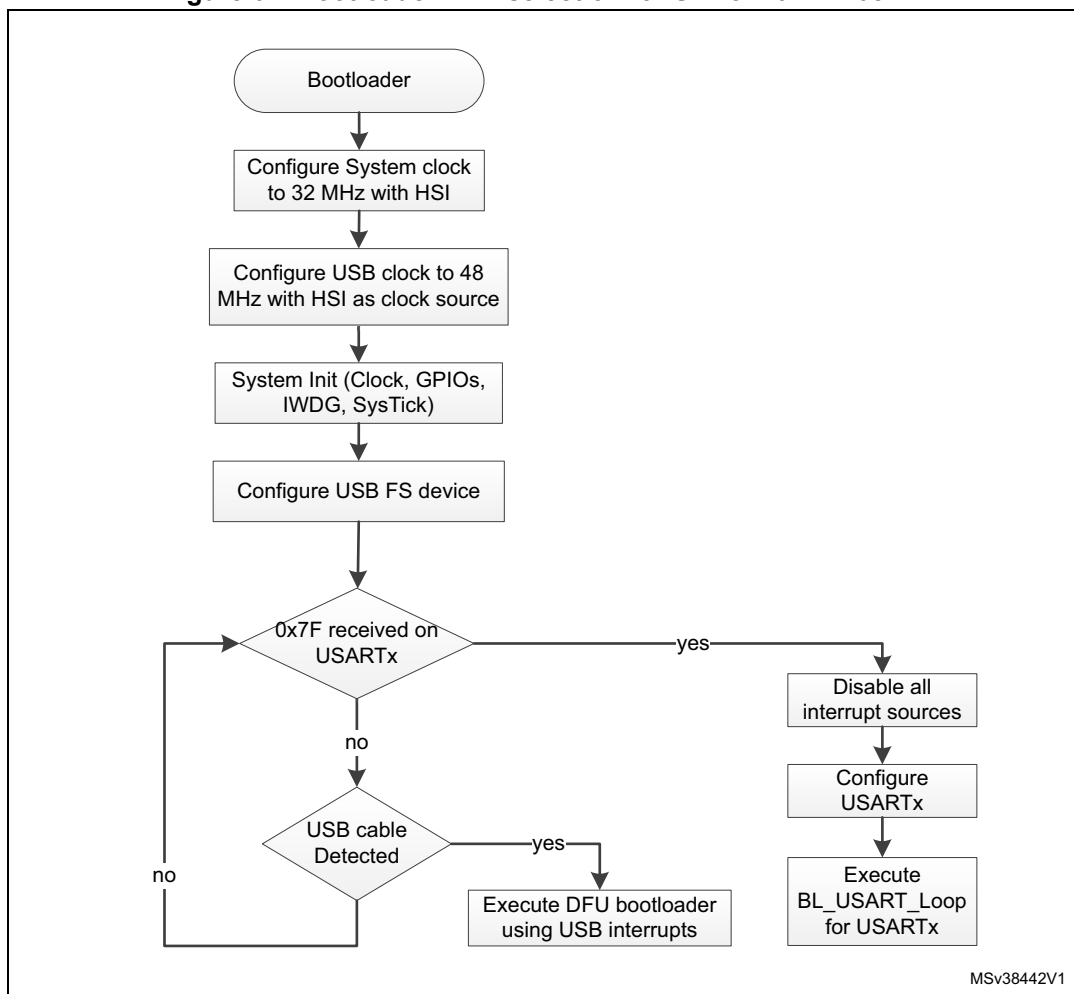 Bootloader
Configure System clock
to 32 MHz with HSI
Configure USB clock to 48
MHz with HSI as clock source
System Init (Clock, GPIOs,
IWDG, SysTick)
Configure USB FS device
0x7F received on
USARTx
yes
Disable all
interrupt sources
no
Configure
USARTx
USB cable
Detected
yes
no
Execute DFU bootloader
using USB interrupts
Execute
BL_USART_Loop
for USARTx
MSv38442V1